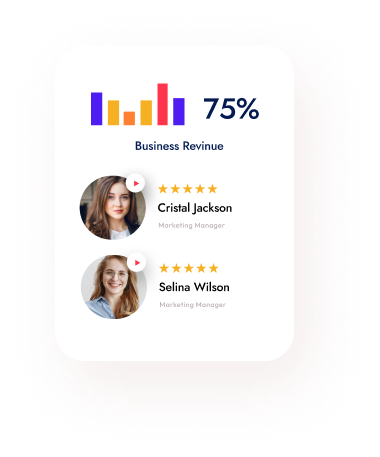 75%
Business Revinue
Cristal Jackson
Marketing Manager
Selina Wilson
Marketing Manager